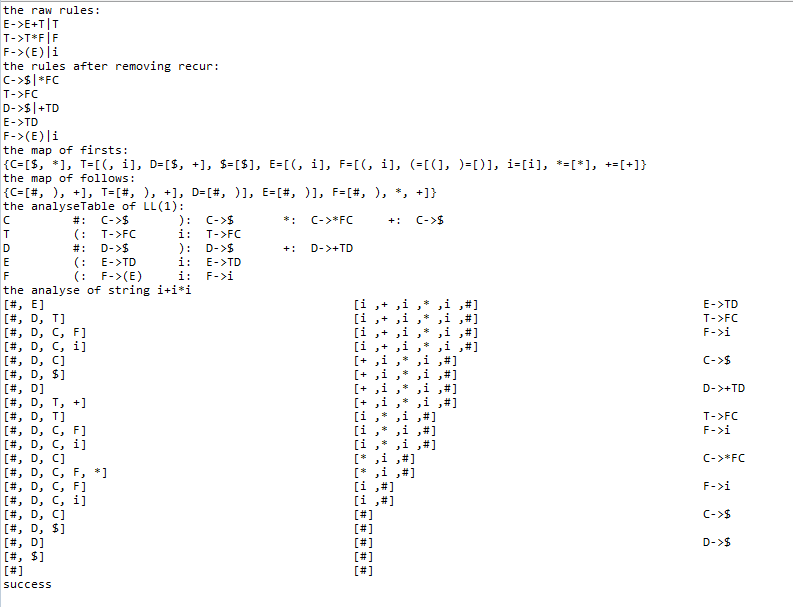 the raw rules:
E->E+T|T
T->T*F|F
F->(E)|i
the rules after removing recur:
C->$|*FC
T->FC
D->$|+TD
E->TD
F->(E)|i
the map of firsts:
{C=[$, *], T=[(, i], D=[$, +], $=[$], E=[(, i], F=[(, i], (=[(], )=[)], i=[i], *=[*], +=[+]}
the map of follows:
{C=[#, ), +], T=[#, ), +], D=[#, )], E=[#, )], F=[#, ), *, +]}
the analyseTable of LL(1):
C #: C->$ ): C->$ *: C->*FC +: C->$
T (: T->FC i: T->FC
D #: D->$ ): D->$ +: D->+TD
E (: E->TD i: E->TD
F (: F->(E) i: F->i
the analyse of string i+i*i
[#, E] [i ,+ ,i ,* ,i ,#] E->TD
[#, D, T] [i ,+ ,i ,* ,i ,#] T->FC
[#, D, C, F] [i ,+ ,i ,* ,i ,#] F->i
[#, D, C, i] [i ,+ ,i ,* ,i ,#]
[#, D, C] [+ ,i ,* ,i ,#] C->$
[#, D, $] [+ ,i ,* ,i ,#]
[#, D] [+ ,i ,* ,i ,#] D->+TD
[#, D, T, +] [+ ,i ,* ,i ,#]
[#, D, T] [i ,* ,i ,#] T->FC
[#, D, C, F] [i ,* ,i ,#] F->i
[#, D, C, i] [i ,* ,i ,#]
[#, D, C] [* ,i ,#] C->*FC
[#, D, C, F, *] [* ,i ,#]
[#, D, C, F] [i ,#] F->i
[#, D, C, i] [i ,#]
[#, D, C] [#] C->$
[#, D, $] [#]
[#, D] [#] D->$
[#, $] [#]
[#] [#]
success